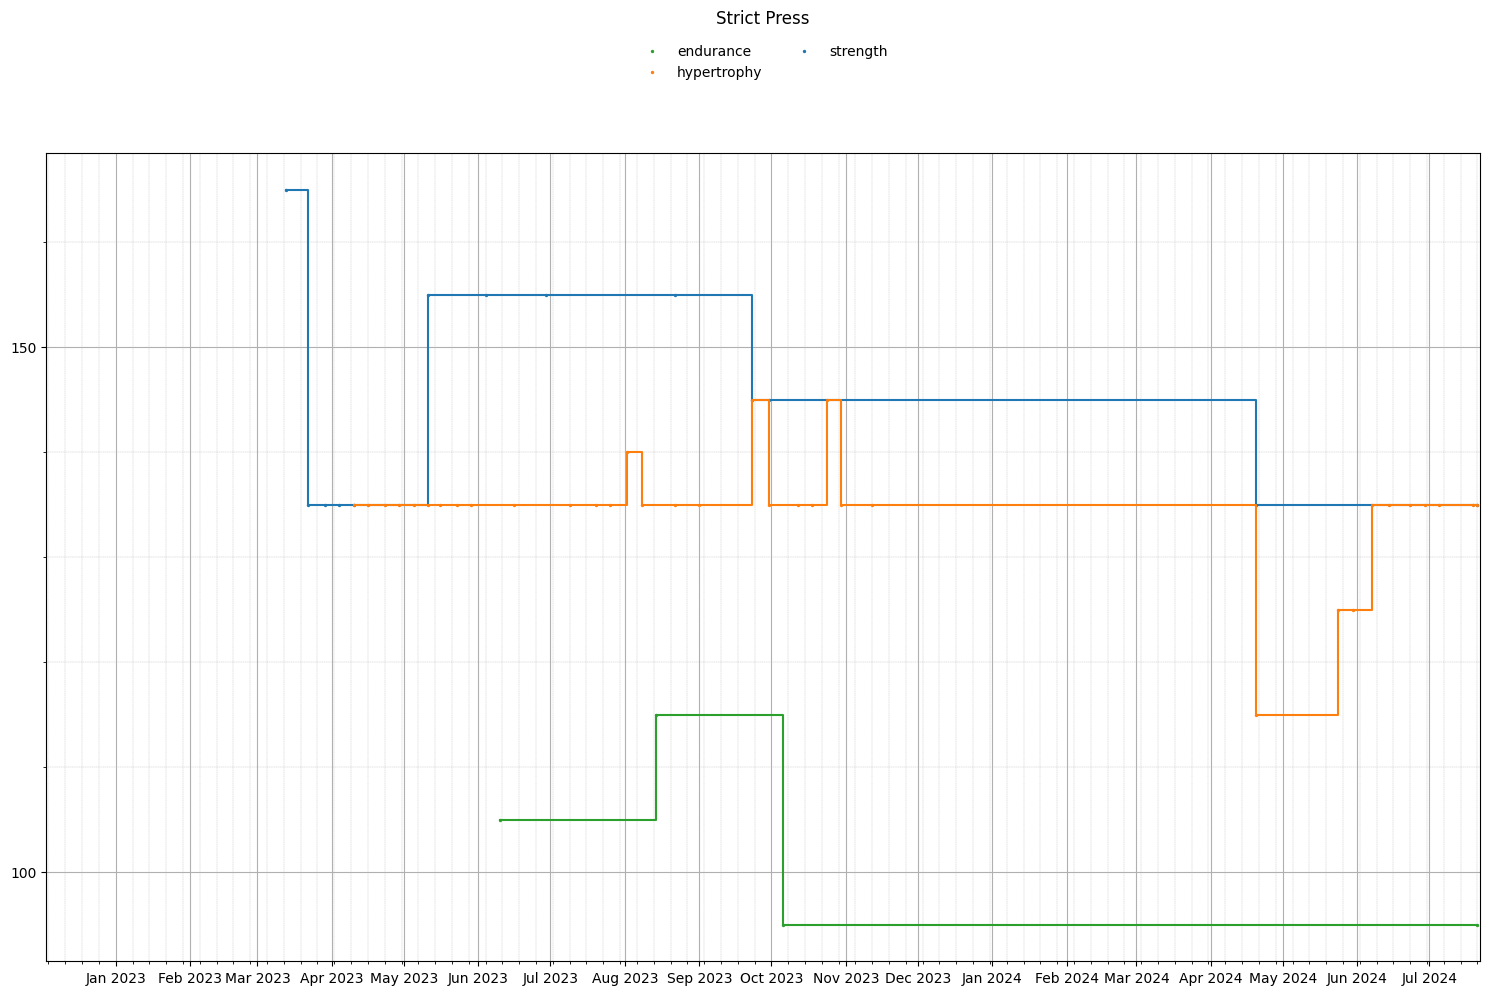 Strict Press
endurance strength
hypertrophy
150
100
Jan 2023 Feb 2023 Mar 2023 Apr 2023 May 2023 Jun 2023 Jul 2023 Aug 2023 Sep 2023 Oct 2023 Nov 2023 Dec 2023 Jan 2024 Feb 2024 Mar 2024 Apr 2024 May 2024 Jun 2024 Jul 2024